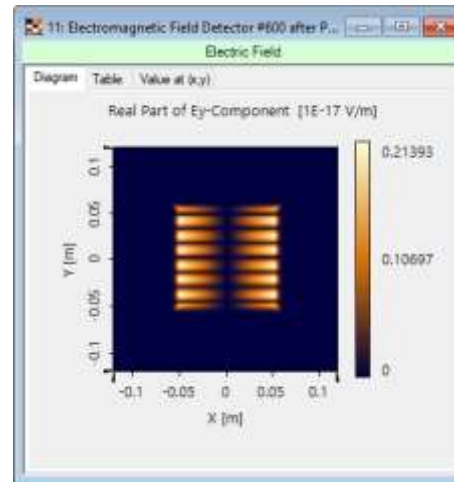 11: Electromagnetic Field Detector #600 after P...
Electric Field
Diagram Table Value at (x,y)
Real Part of Ey-Component [1E-17 V/m]
0.1
0.05
0
-0.05
-0.1
Y [m]
-0.1 -0.05 0 0.05 0.1
X [m]
0.21393
0.10697
0